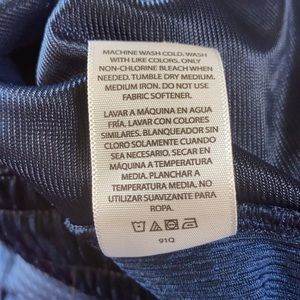 MACHINE WASH COLD, WASH
WITH LIKE COLORS, ONLY
NON-CHLORINE BLEACH WHEN
NEEDED. TUMBLE DRY MEDIUM.
MEDIUM IRON. DO NOT USE
FABRIC SOFTENER.
LAVAR A MÁQUINA EN AGUA
FRÍA. LAVAR CON COLORES
SIMILARES. BLANQUEADOR SIN
CLORO SOLAMENTE CUANDO
SEA NECESARIO, SECAR EN
MÁQUINA A TEMPERATURA
MEDIA. PLANCHAR A
TEMPERATURA MEDIA, NO
UTILIZAR SUAVIZANTE PARA
ROPA.
91Q